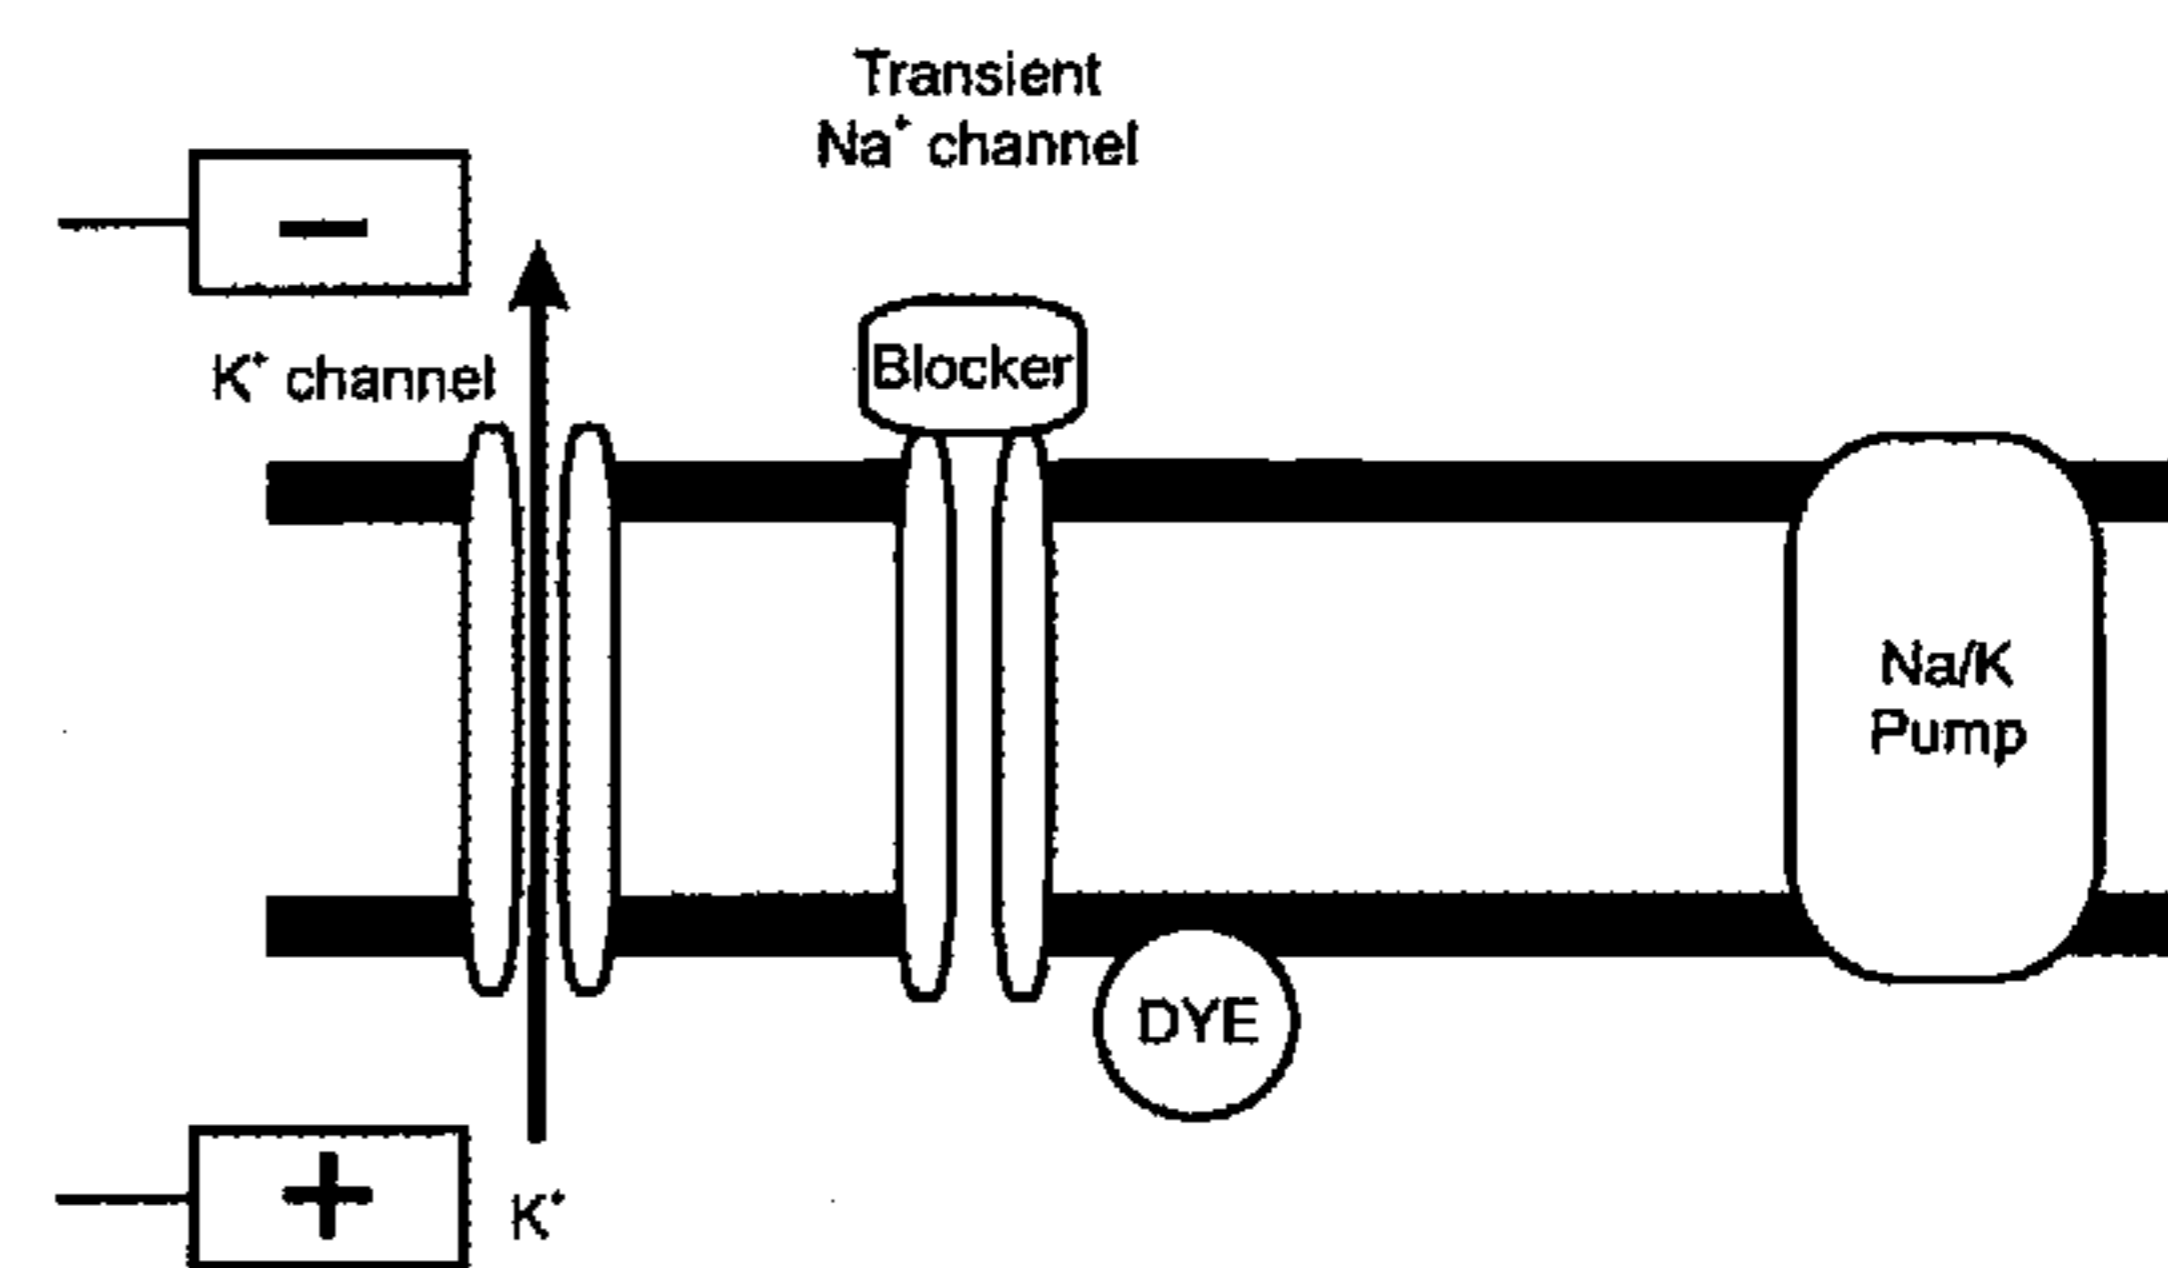 Transient
Na⁺ channel
−
K⁺ channel
Blocker
Na/K
Pump
DYE
+
K⁺